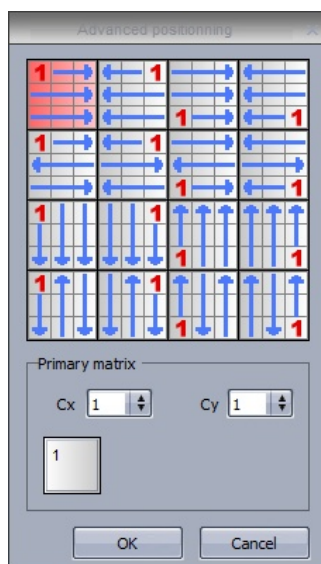 Advanced positionning X
1 1 1 1
1 1 1 1
1 1 1 1
1 1 1 1
Primary matrix
Cx 1 Cy 1
1
OK Cancel